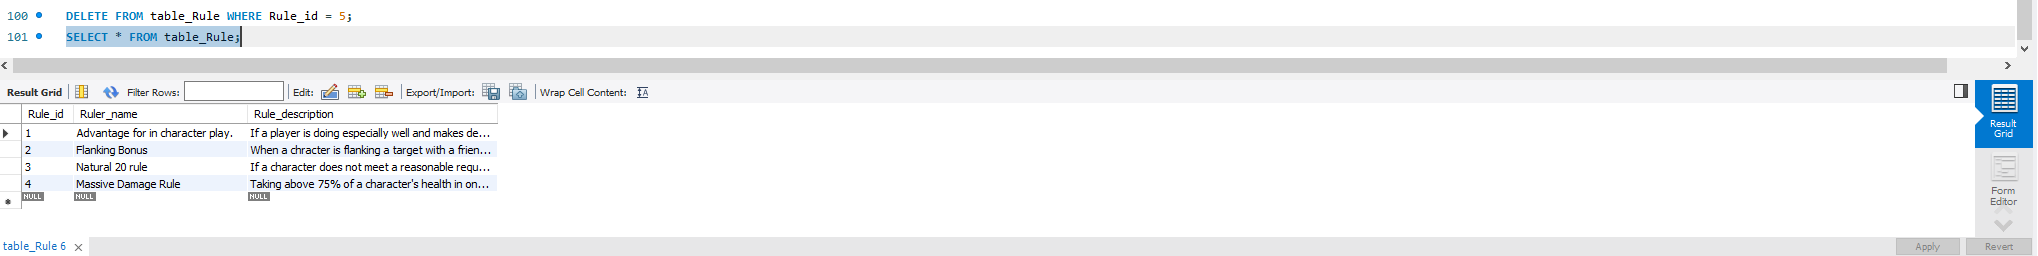 100 DELETE FROM table_Rule WHERE Rule_id = 5;
101 SELECT * FROM table_Rule;
Result Grid Filter Rows: Edit: Export/Import: Wrap Cell Content:
Rule_id Ruler_name Rule_description
1 Advantage for in character play. If a player is doing especially well and makes de...
2 Flanking Bonus When a chracter is flanking a target with a frien...
3 Natural 20 rule If a character does not meet a reasonable requ...
4 Massive Damage Rule Taking above 75% of a character's health in on...
NULL NULL NULL
Result
Grid
Form
Editor
table_Rule 6
Apply Revert